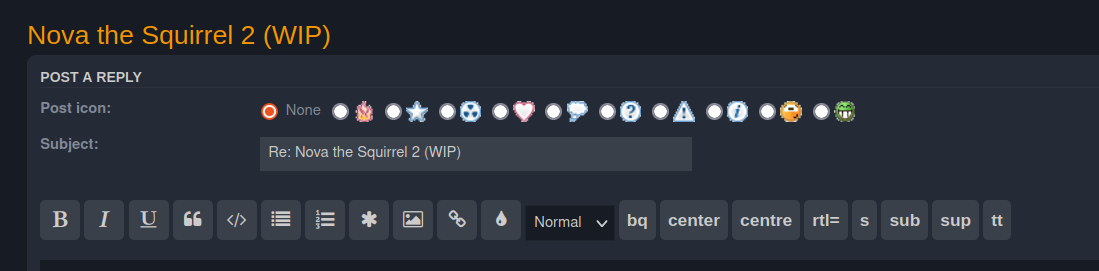 Nova the Squirrel 2 (WIP)
POST A REPLY
Post icon: None
Subject: Re: Nova the Squirrel 2 (WIP)
B I U </> Normal bq center centre rtl= s sub sup tt